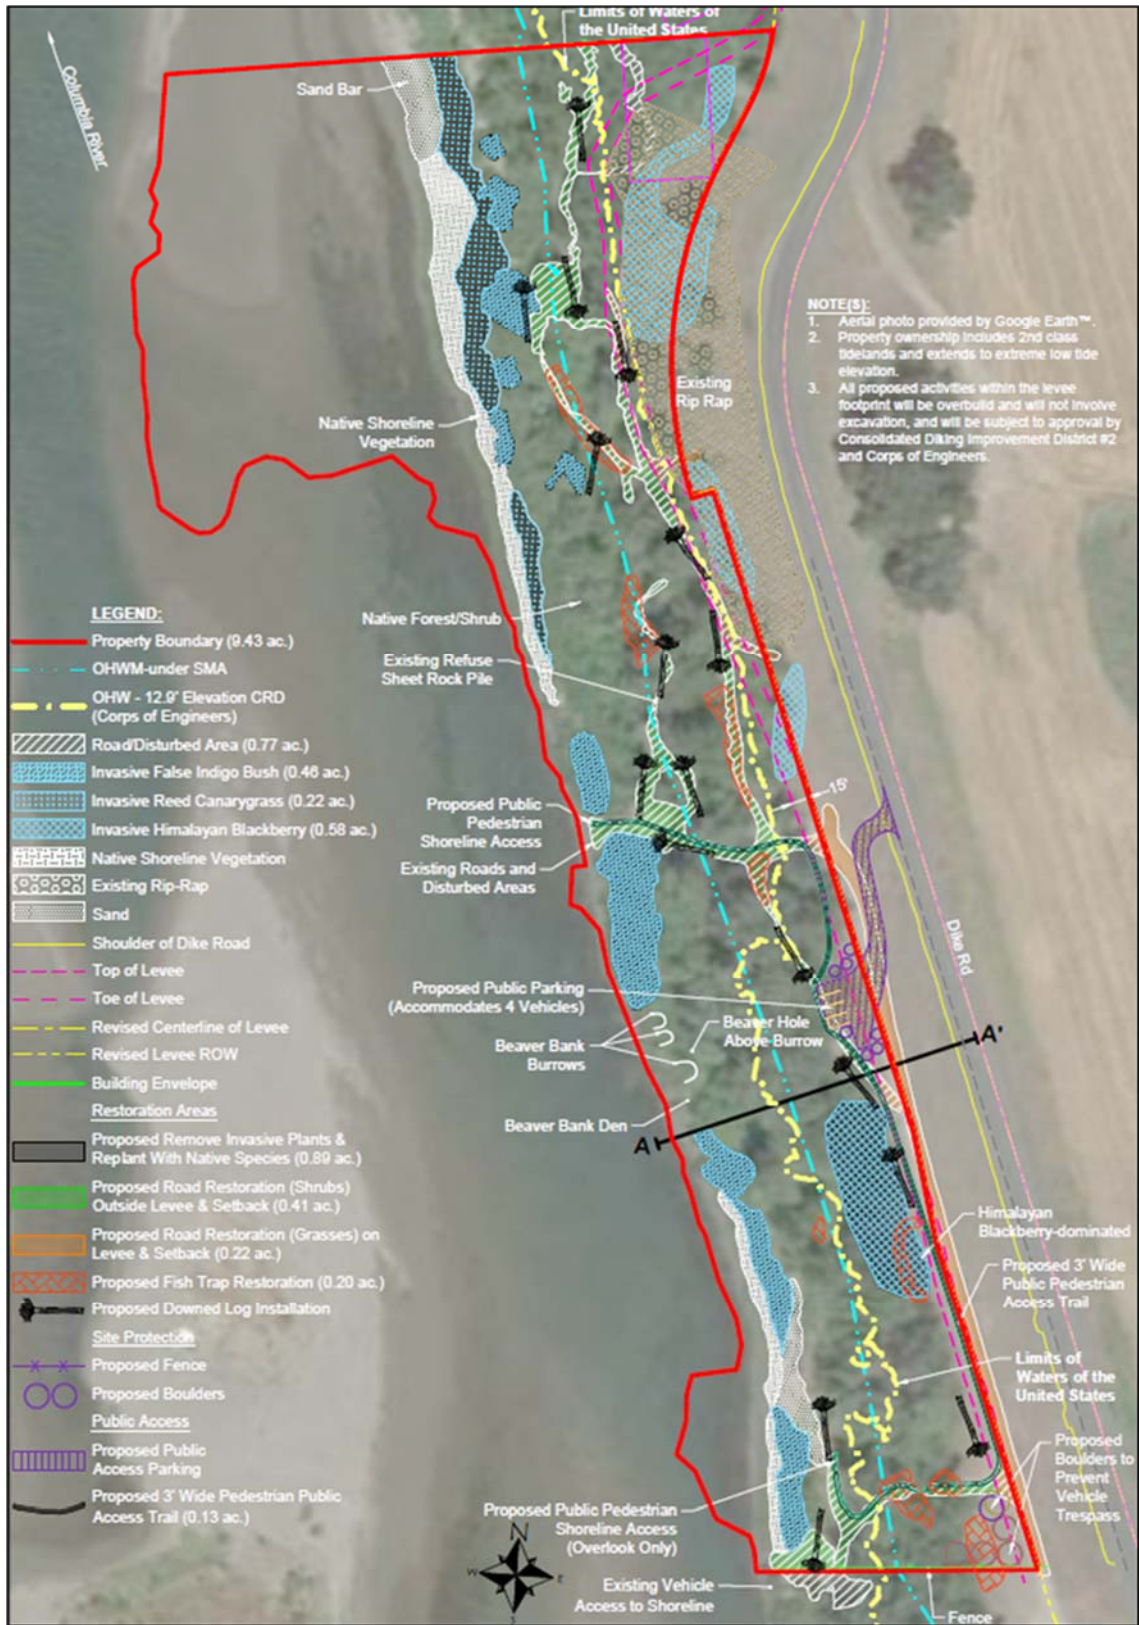 Limits of Waters of
the United States
Columbia River
Sand Bar
NOTE(S):
1. Aerial photo provided by Google Earth™.
2. Property ownership includes 2nd class
tidelands and extends to extreme low tide
elevation.
3. All proposed activities within the levee
footprint will be overbuild and will not involve
excavation, and will be subject to approval by
Consolidated Diking Improvement District #2
and Corps of Engineers.
Existing
Rip Rap
Native Shoreline
Vegetation
Native Forest/Shrub
Existing Refuse
Sheet Rock Pile
15'
Proposed Public
Pedestrian
Shoreline Access
Existing Roads and
Disturbed Areas
Dike Rd
Proposed Public Parking
(Accommodates 4 Vehicles)
Beaver Bank
Burrows
Beaver Hole
Above Burrow
A'
Beaver Bank Den
A
Himalayan
Blackberry-dominated
Proposed 3' Wide
Public Pedestrian
Access Trail
Limits of
Waters of the
United States
Proposed
Boulders to
Prevent
Vehicle
Trespass
Proposed Public Pedestrian
Shoreline Access
(Overlook Only)
Existing Vehicle
Access to Shoreline
Fence
N
W
E
S
LEGEND:
Property Boundary (9.43 ac.)
OHWM-under SMA
OHW - 12.9' Elevation CRD
(Corps of Engineers)
Road/Disturbed Area (0.77 ac.)
Invasive False Indigo Bush (0.46 ac.)
Invasive Reed Canarygrass (0.22 ac.)
Invasive Himalayan Blackberry (0.58 ac.)
Native Shoreline Vegetation
Existing Rip-Rap
Sand
Shoulder of Dike Road
Top of Levee
Toe of Levee
Revised Centerline of Levee
Revised Levee ROW
Building Envelope
Restoration Areas
Proposed Remove Invasive Plants &
Replant With Native Species (0.89 ac.)
Proposed Road Restoration (Shrubs)
Outside Levee & Setback (0.41 ac.)
Proposed Road Restoration (Grasses) on
Levee & Setback (0.22 ac.)
Proposed Fish Trap Restoration (0.20 ac.)
Proposed Downed Log Installation
Site Protection
Proposed Fence
Proposed Boulders
Public Access
Proposed Public
Access Parking
Proposed 3' Wide Pedestrian Public
Access Trail (0.13 ac.)